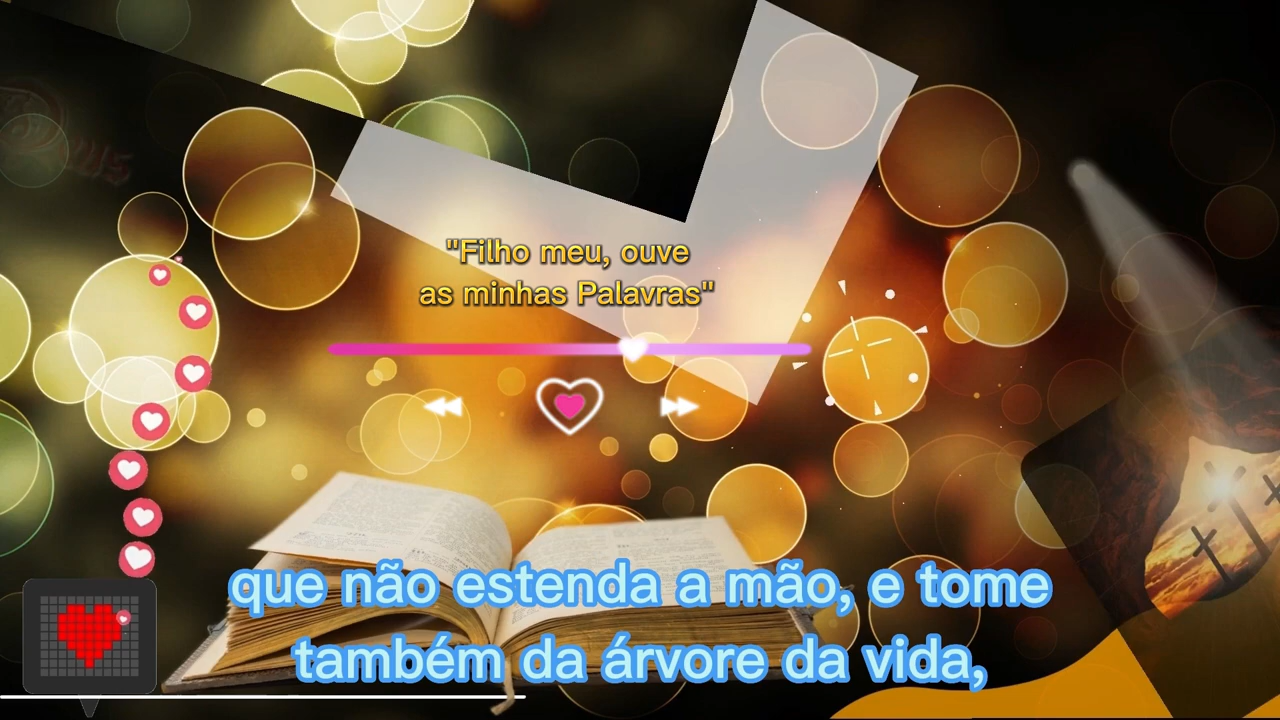 "Filho meu, ouve
as minhas Palavras"
que não estenda a mão, e tome
também da árvore da vida,